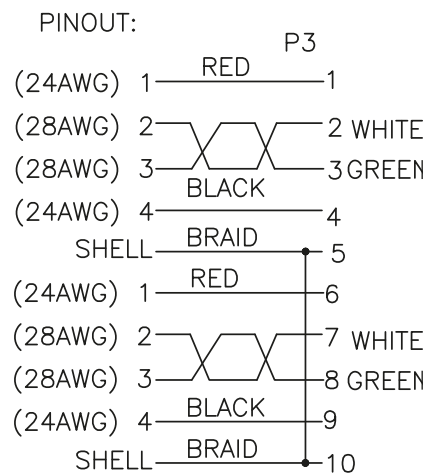 PINOUT:
P3
RED
(24AWG) 1 1
(28AWG) 2 2 WHITE
(28AWG) 3 3 GREEN
BLACK
(24AWG) 4 4
SHELL BRAID 5
RED
(24AWG) 1 6
(28AWG) 2 7 WHITE
(28AWG) 3 8 GREEN
(24AWG) 4 BLACK 9
SHELL BRAID 10